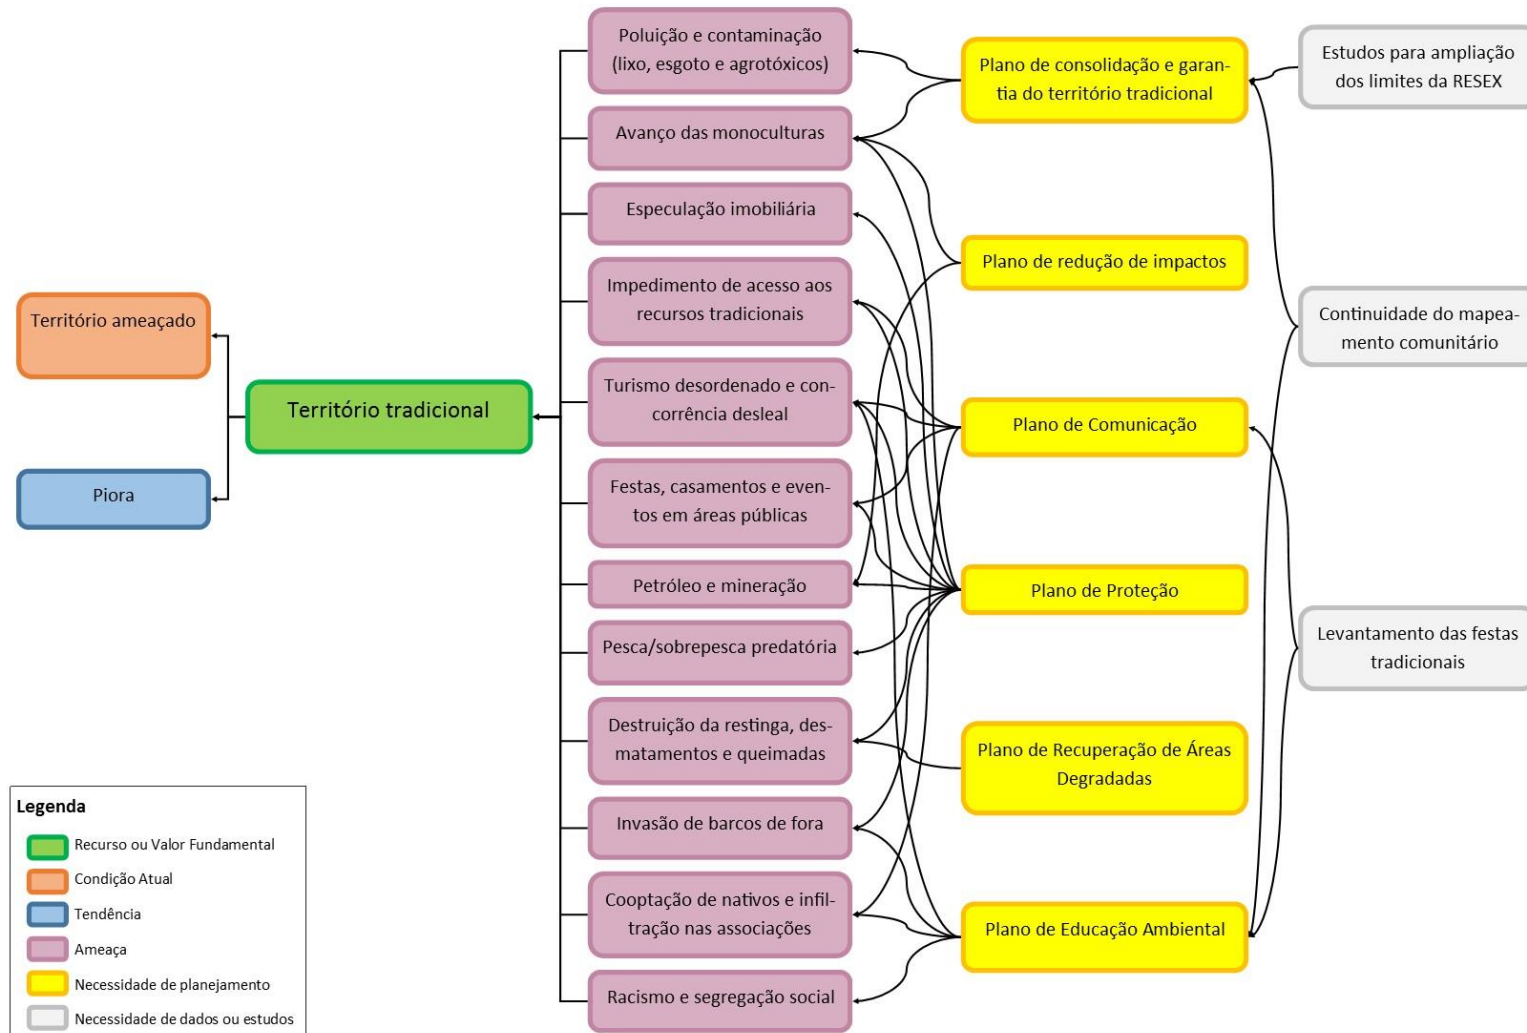 Território ameaçado
Piora
Território tradicional
Poluição e contaminação
(lixo, esgoto e agrotóxicos)
Avanço das monoculturas
Especulação imobiliária
Impedimento de acesso aos
recursos tradicionais
Turismo desordenado e con-
corrência desleal
Festas, casamentos e even-
tos em áreas públicas
Petróleo e mineração
Pesca/sobrepesca predatória
Destruição da restinga, des-
matamentos e queimadas
Invasão de barcos de fora
Cooptação de nativos e infil-
tração nas associações
Racismo e segregação social
Plano de consolidação e garan-
tia do território tradicional
Plano de redução de impactos
Plano de Comunicação
Plano de Proteção
Plano de Recuperação de Áreas
Degradadas
Plano de Educação Ambiental
Estudos para ampliação
dos limites da RESEX
Continuidade do mapea-
mento comunitário
Levantamento das festas
tradicionais
Legenda
Recurso ou Valor Fundamental
Condição Atual
Tendência
Ameaça
Necessidade de planejamento
Necessidade de dados ou estudos